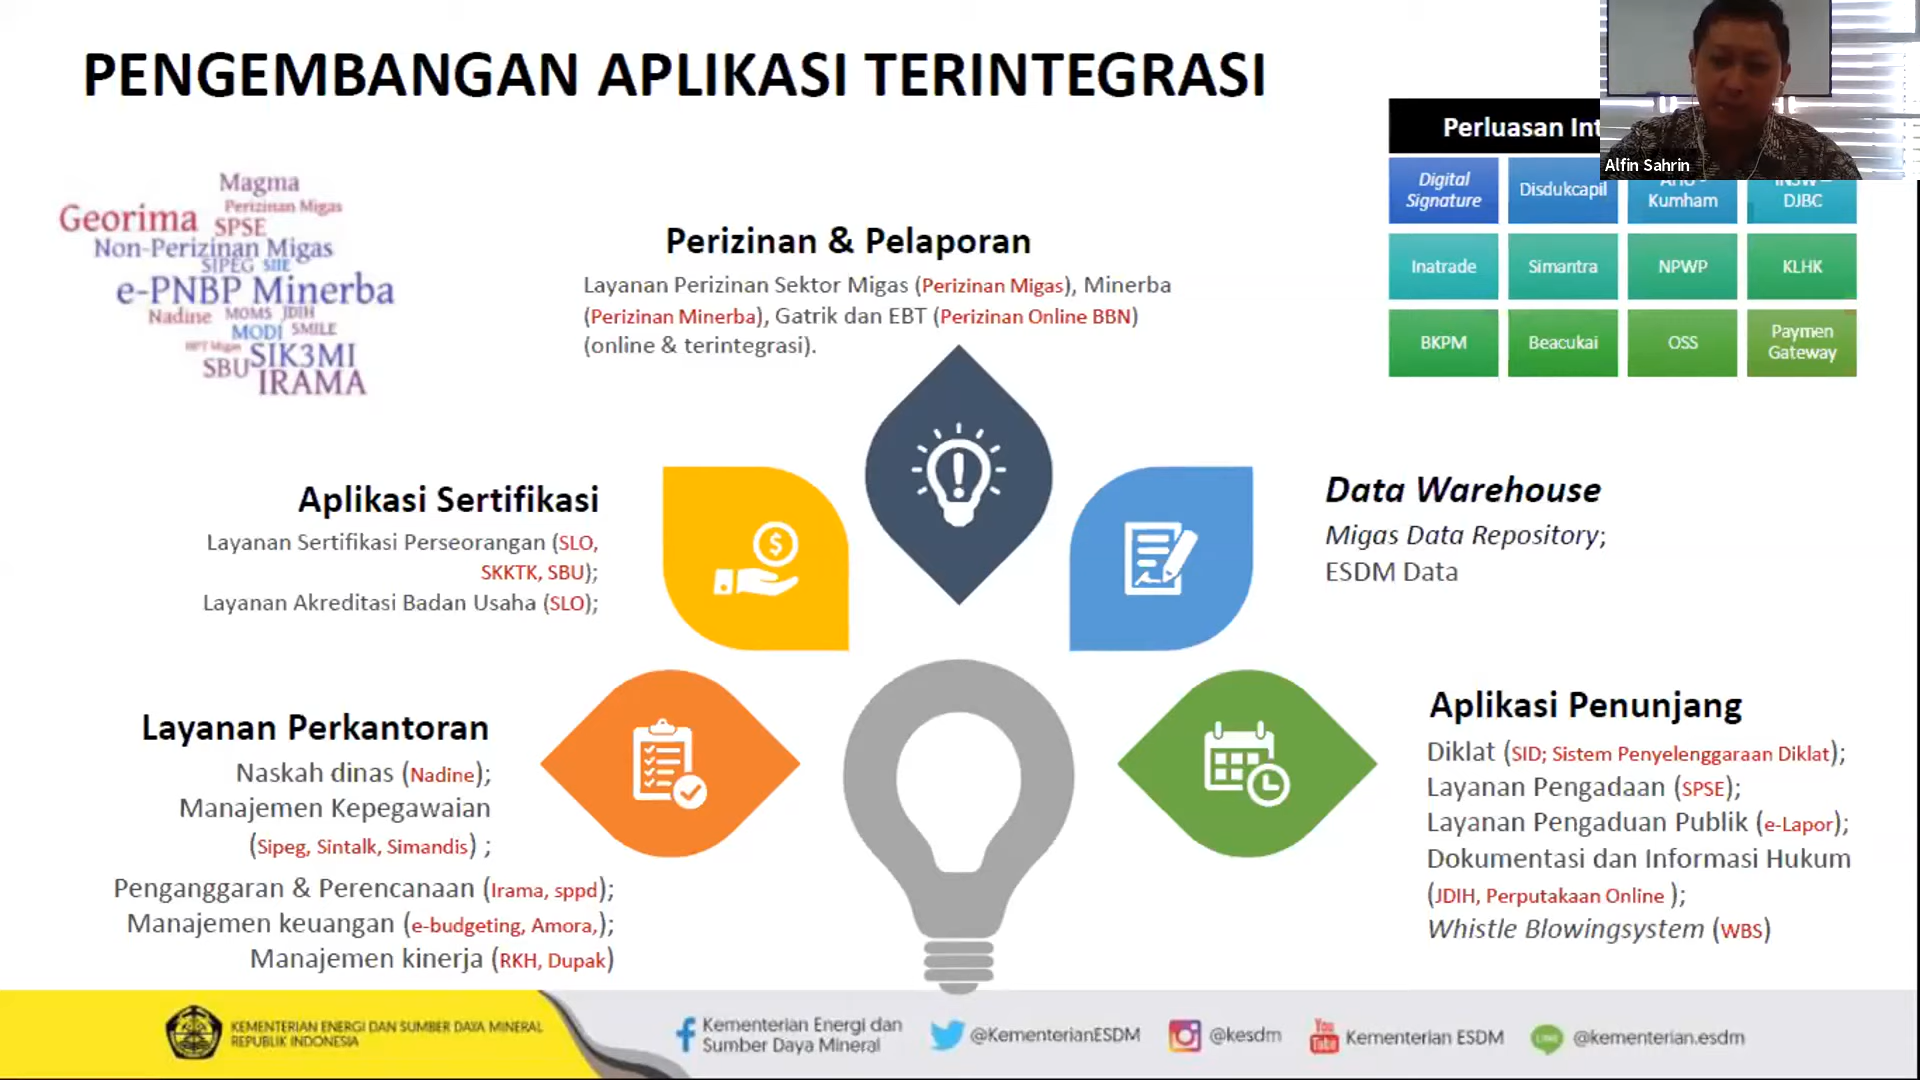 PENGEMBANGAN APLIKASI TERINTEGRASI
Alfin Sahrin
Perluasan
Digital Signature
Disdukcapil
Kumham
DJBC
Inatrade
Simantra
NPWP
KLHK
BKPM
Beacukai
OSS
Paymen Gateway
Magma
Perizinan Migas
Georima
SPSE
Non-Perizinan Migas
SIPEG
SIIE
e-PNBP Minerba
Nadine
MOMS
JDIH
MODI
SMILE
SIK3MI
SBU
IRAMA
Perizinan & Pelaporan
Layanan Perizinan Sektor Migas (Perizinan Migas), Minerba
(Perizinan Minerba), Gatrik dan EBT (Perizinan Online BBN)
(online & terintegrasi).
Aplikasi Sertifikasi
Layanan Sertifikasi Perseorangan (SLO,
SKKTK, SBU);
Layanan Akreditasi Badan Usaha (SLO);
Data Warehouse
Migas Data Repository;
ESDM Data
Layanan Perkantoran
Naskah dinas (Nadine);
Manajemen Kepegawaian
(Sipeg, Sintalk, Simandis) ;
Penganggaran & Perencanaan (Irama, sppd);
Manajemen keuangan (e-budgeting, Amora,);
Manajemen kinerja (RKH, Dupak)
Aplikasi Penunjang
Diklat (SID; Sistem Penyelenggaraan Diklat);
Layanan Pengadaan (SPSE);
Layanan Pengaduan Publik (e-Lapor);
Dokumentasi dan Informasi Hukum
(JDIH, Perputakaan Online );
Whistle Blowingsystem (WBS)
KEMENTERIAN ENERGI DAN SUMBER DAYA MINERAL
REPUBLIK INDONESIA
Kementerian Energi dan
Sumber Daya Mineral
@KementerianESDM
@kesdm
You
Tube
Kementerian ESDM
LINE
@kementerian.esdm